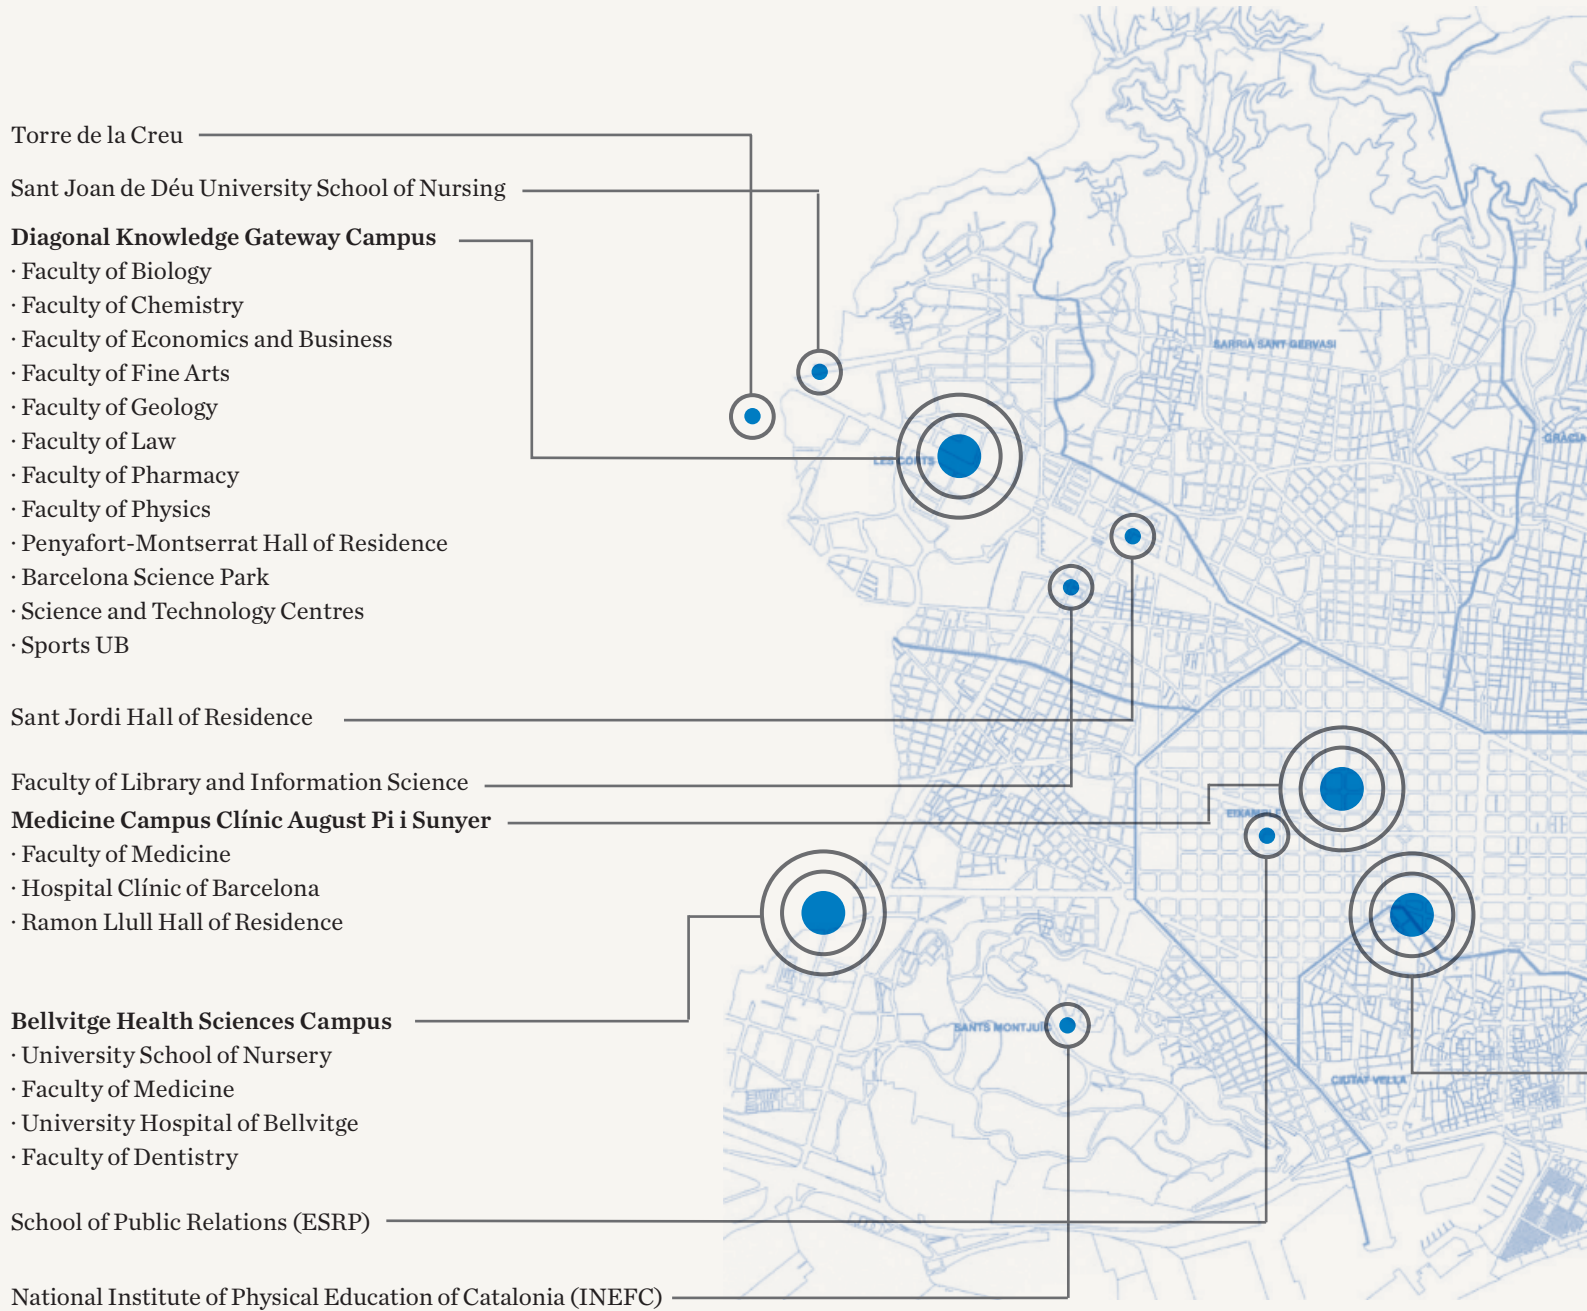 Torre de la Creu
Sant Joan de Déu University School of Nursing
Diagonal Knowledge Gateway Campus
· Faculty of Biology
· Faculty of Chemistry
· Faculty of Economics and Business
· Faculty of Fine Arts
· Faculty of Geology
· Faculty of Law
· Faculty of Pharmacy
· Faculty of Physics
· Penyafort-Montserrat Hall of Residence
· Barcelona Science Park
· Science and Technology Centres
· Sports UB
Sant Jordi Hall of Residence
Faculty of Library and Information Science
Medicine Campus Clínic August Pi i Sunyer
· Faculty of Medicine
· Hospital Clínic of Barcelona
· Ramon Llull Hall of Residence
Bellvitge Health Sciences Campus
· University School of Nursery
· Faculty of Medicine
· University Hospital of Bellvitge
· Faculty of Dentistry
School of Public Relations (ESRP)
National Institute of Physical Education of Catalonia (INEFC)
SARRIÀ SANT GERVASI
GRÀCIA
LES CORTS
EIXAMPLE
SANTS MONTJUÏC
CIUTAT VELLA